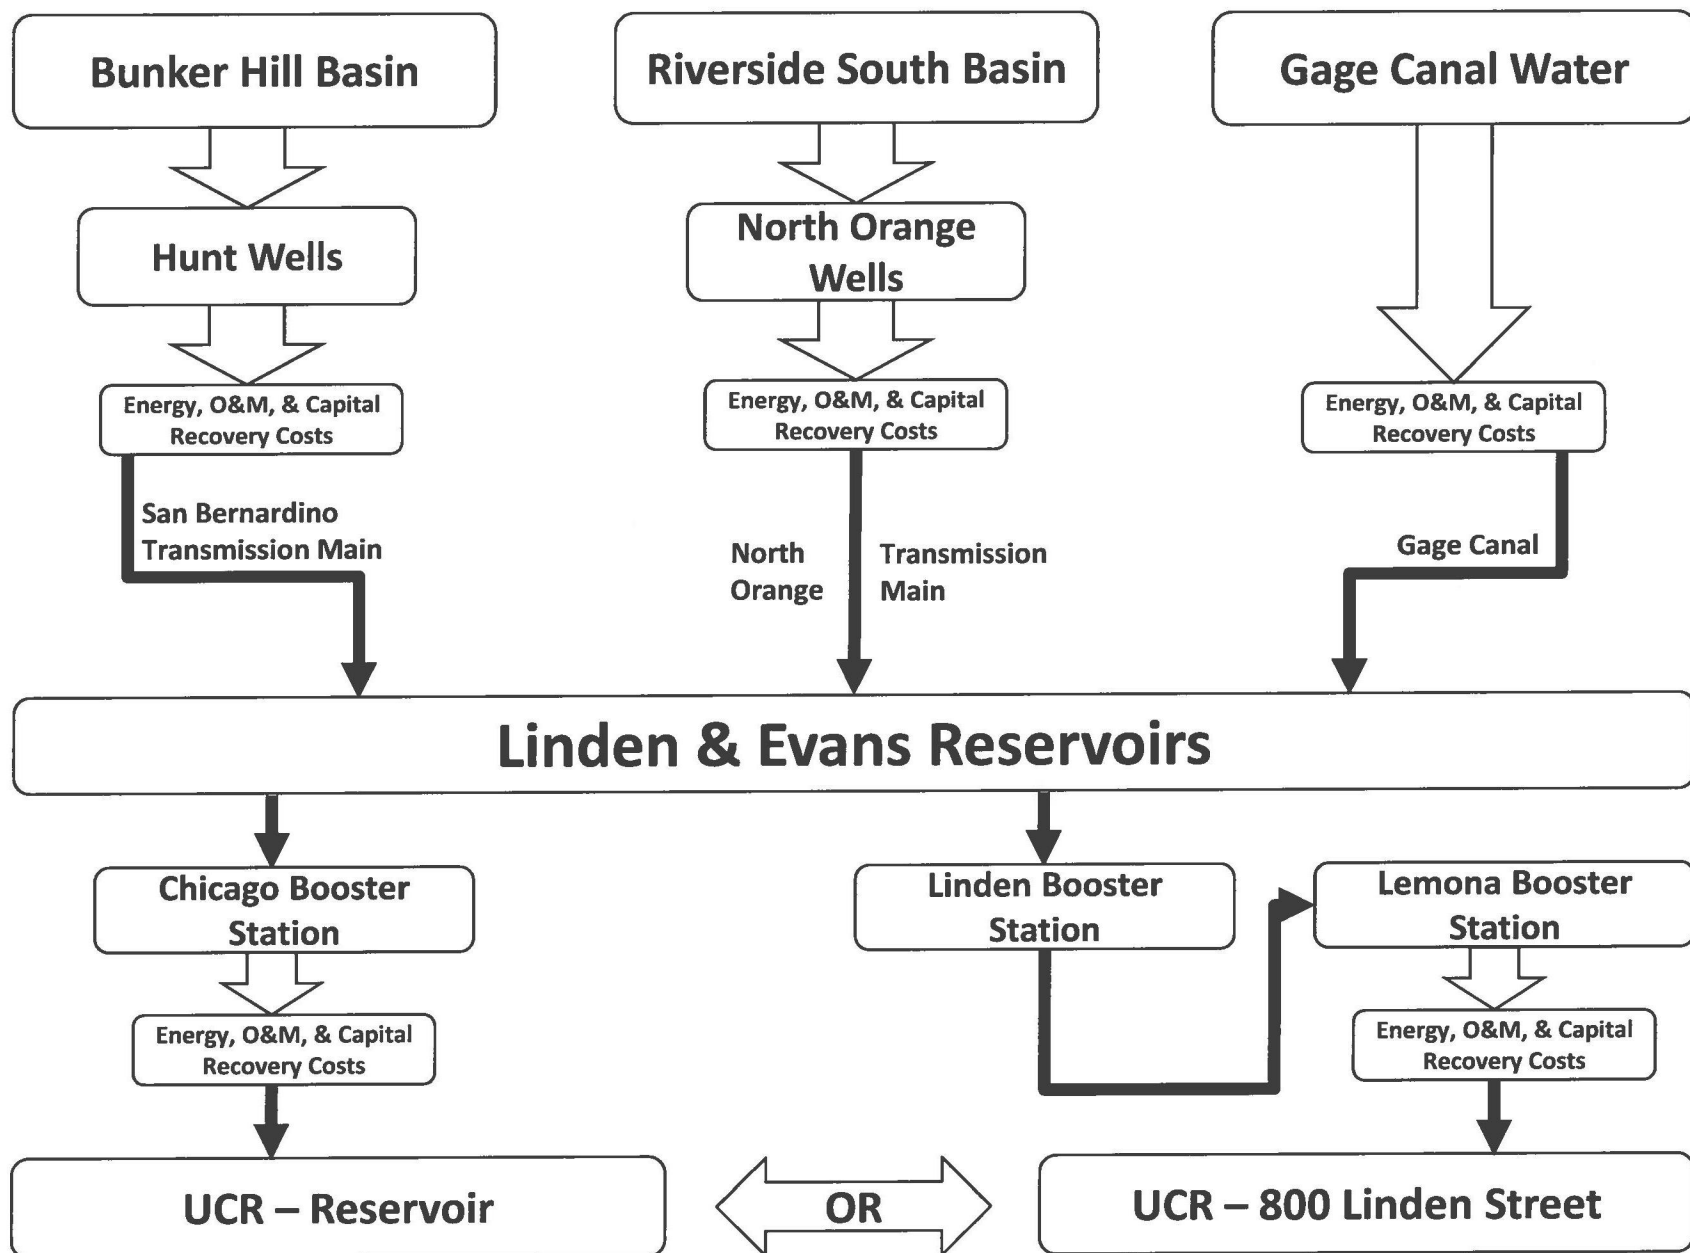 Bunker Hill Basin
Riverside South Basin
Gage Canal Water
Hunt Wells
North Orange
Wells
Energy, O&M, & Capital
Recovery Costs
Energy, O&M, & Capital
Recovery Costs
Energy, O&M, & Capital
Recovery Costs
San Bernardino
Transmission Main
North
Orange
Transmission
Main
Gage Canal
Linden & Evans Reservoirs
Chicago Booster
Station
Linden Booster
Station
Lemona Booster
Station
Energy, O&M, & Capital
Recovery Costs
Energy, O&M, & Capital
Recovery Costs
UCR – Reservoir
OR
UCR – 800 Linden Street